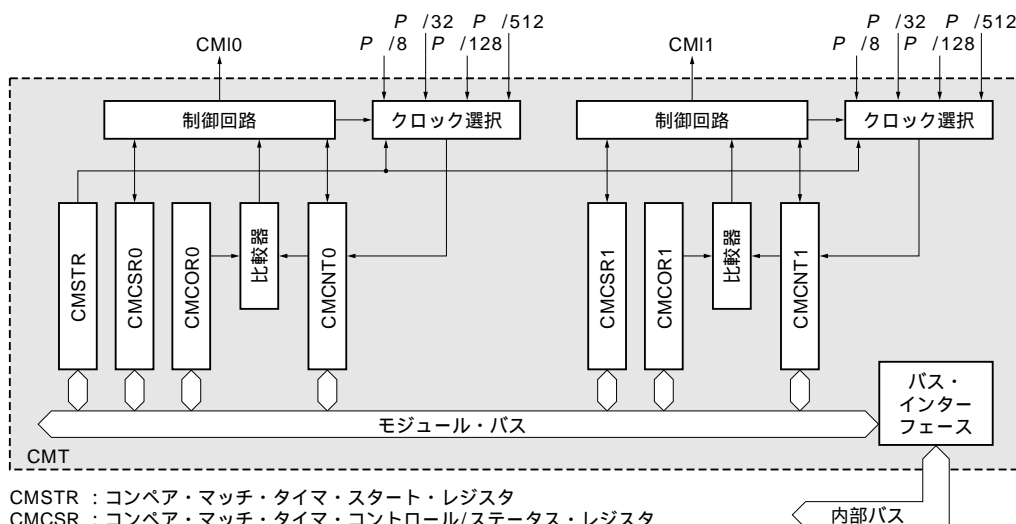 P /32 P /512
CMI0 P /8 P /128
P /32 P /512
CMI1 P /8 P /128
制御回路
クロック選択
制御回路
クロック選択
CMSTR
CMCSR0
CMCOR0
比較器
CMCNT0
CMCSR1
CMCOR1
比較器
CMCNT1
バス・
インター
フェース
モジュール・バス
CMT
内部バス
CMSTR : コンペア・マッチ・タイマ・スタート・レジスタ
CMCSR : コンペア・マッチ・タイマ・コントロール/ステータス・レジスタ